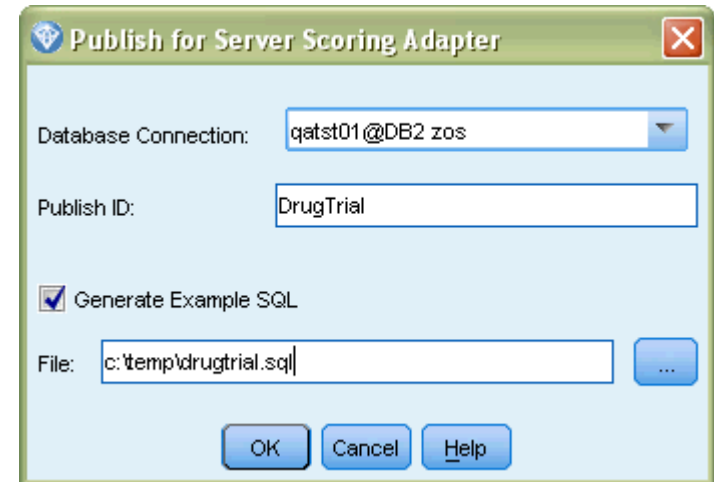 Publish for Server Scoring Adapter
Database Connection: qatst01@DB2 zos
Publish ID: DrugTrial
Generate Example SQL
File: c:\temp\drugtrial.sql ...
OK Cancel Help